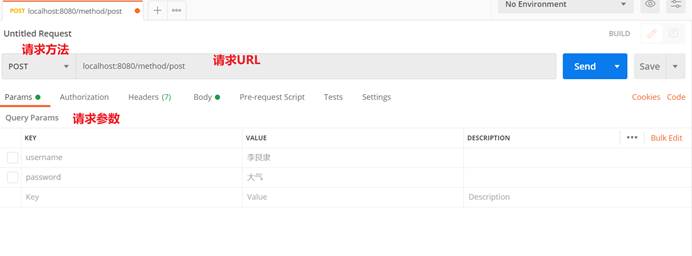 POST localhost:8080/method/post
No Environment
Untitled Request
BUILD
请求方法
请求URL
POST localhost:8080/method/post Send Save
Params Authorization Headers (7) Body Pre-request Script Tests Settings Cookies Code
Query Params 请求参数
KEY VALUE DESCRIPTION ••• Bulk Edit
username 李良隶
password 大气
Key Value Description